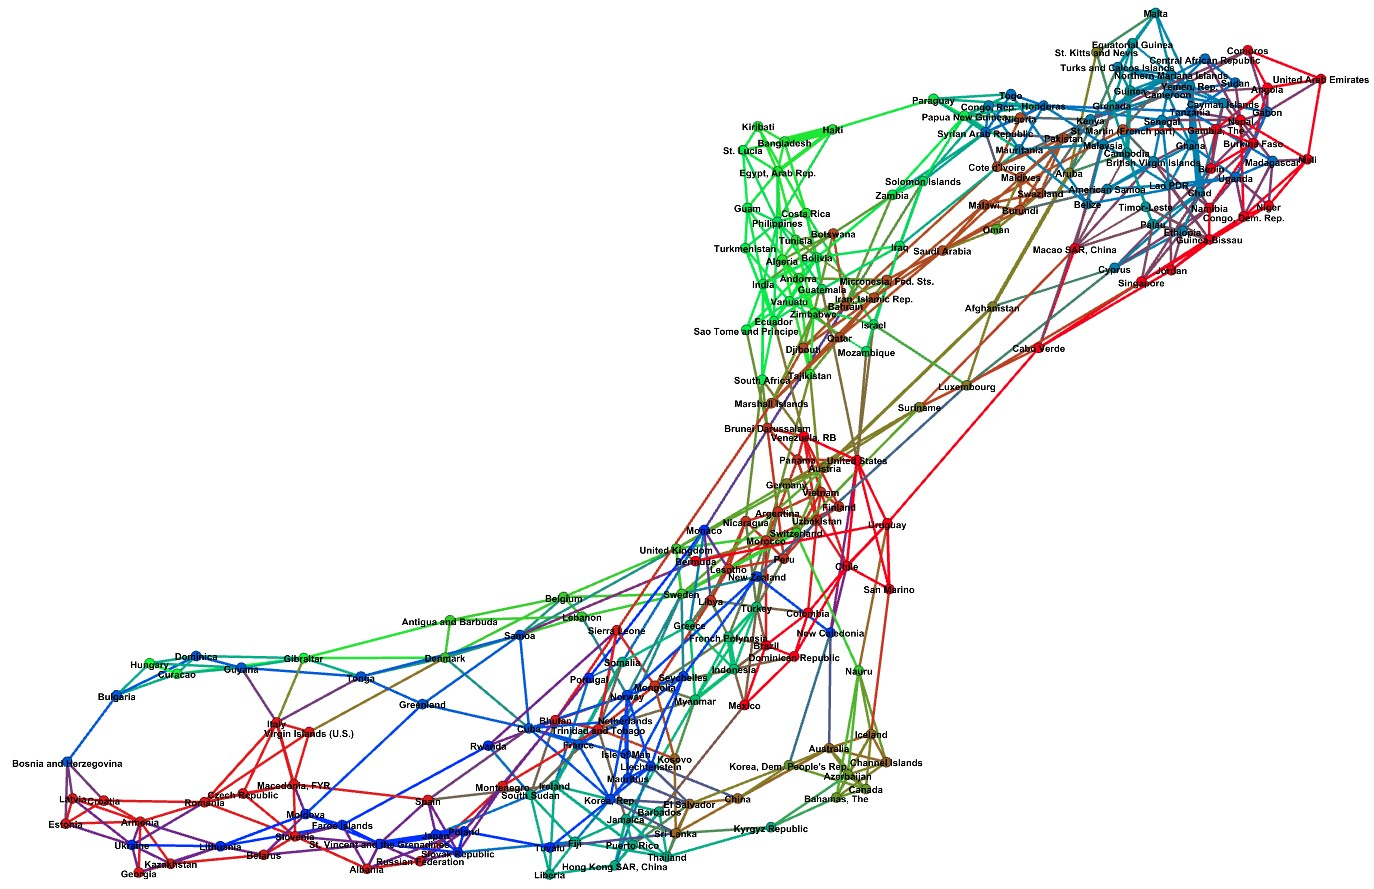 Malta
Equatorial Guinea
St. Kitts and Nevis
Comoros
Central African Republic
Turks and Caicos Islands
Northern Mariana Islands
United Arab Emirates
Sudan
Yemen, Rep.
Angola
Guinea
Cameroon
Togo
Paraguay
Congo, Rep.
Honduras
Grenada
Cayman Islands
Tanzania
Gabon
Papua New Guinea
Nigeria
Kenya
Senegal
Nepal
Kiribati
Haiti
Syrian Arab Republic
St. Martin (French part)
Gambia, The
Pakistan
Bangladesh
Malaysia
Ghana
Burkina Faso
St. Lucia
Mauritania
Cambodia
British Virgin Islands
Madagascar
Mali
Egypt, Arab Rep.
Cote d'Ivoire
Aruba
Benin
Maldives
Uganda
Solomon Islands
Lao PDR
American Samoa
Chad
Zambia
Swaziland
Guam
Malawi
Burundi
Belize
Timor-Leste
Namibia
Niger
Costa Rica
Congo, Dem. Rep.
Philippines
Palau
Oman
Botswana
Ethiopia
Tunisia
Guinea-Bissau
Turkmenistan
Iraq
Saudi Arabia
Macao SAR, China
Algeria
Bolivia
Cyprus
Jordan
Andorra
Micronesia, Fed. Sts.
Singapore
India
Guatemala
Vanuatu
Iran, Islamic Rep.
Bahrain
Afghanistan
Zimbabwe
Ecuador
Israel
Sao Tome and Principe
Qatar
Djibouti
Mozambique
Cabo Verde
South Africa
Tajikistan
Luxembourg
Marshall Islands
Suriname
Brunei Darussalam
Venezuela, RB
Panama
United States
Austria
Germany
Vietnam
Finland
Argentina
Nicaragua
Uzbekistan
Uruguay
Monaco
Switzerland
Morocco
United Kingdom
Bermuda
Peru
Lesotho
Chile
New Zealand
San Marino
Belgium
Sweden
Libya
Turkey
Colombia
Lebanon
Antigua and Barbuda
Greece
Sierra Leone
Samoa
New Caledonia
French Polynesia
Brazil
Dominica
Gibraltar
Denmark
Dominican Republic
Hungary
Somalia
Guyana
Curacao
Indonesia
Nauru
Tonga
Portugal
Seychelles
Mongolia
Bulgaria
Norway
Myanmar
Greenland
Mexico
Italy
Bhutan
Netherlands
Virgin Islands (U.S.)
Cuba
Trinidad and Tobago
Iceland
Rwanda
France
Australia
Isle of Man
Kosovo
Bosnia and Herzegovina
Channel Islands
Liechtenstein
Korea, Dem. People's Rep.
Azerbaijan
Mauritius
Macedonia, FYR
Montenegro
Ireland
Canada
Czech Republic
South Sudan
Latvia
Croatia
Romania
Spain
Korea, Rep.
El Salvador
China
Bahamas, The
Moldova
Barbados
Jamaica
Estonia
Armenia
Faroe Islands
Kyrgyz Republic
Slovenia
Japan
Poland
Sri Lanka
Ukraine
Lithuania
St. Vincent and the Grenadines
Tuvalu
Fiji
Puerto Rico
Belarus
Slovak Republic
Thailand
Kazakhstan
Russian Federation
Georgia
Albania
Liberia
Hong Kong SAR, China